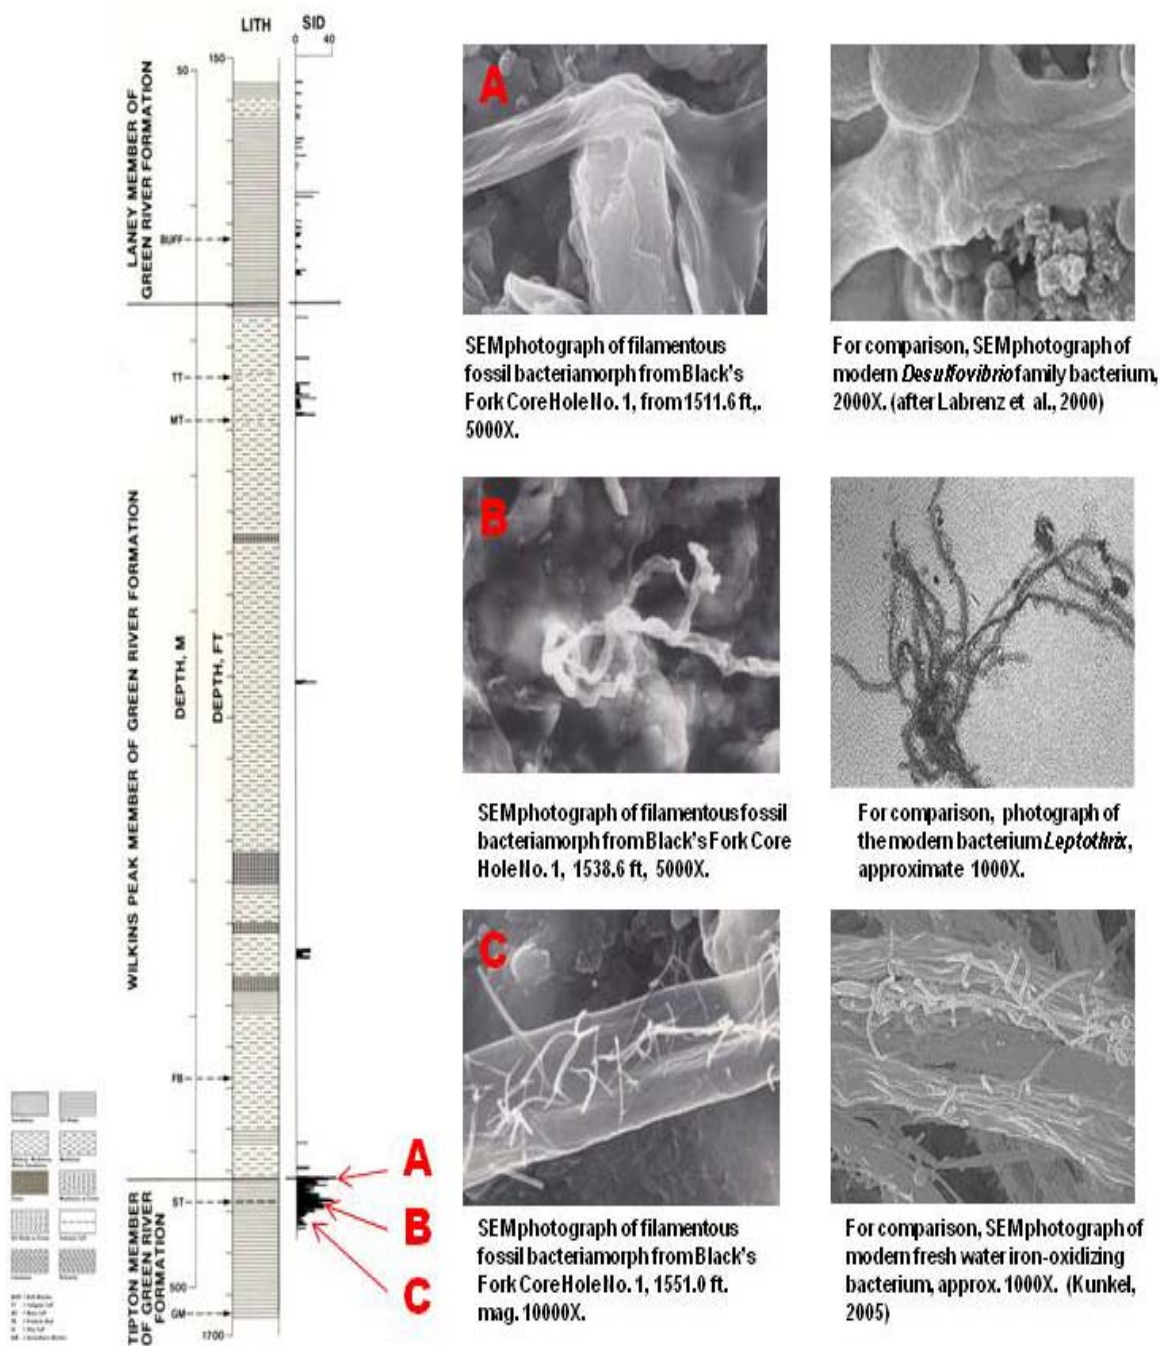 LITH
SID
0 40
150
50
LANEY MEMBER OF
GREEN RIVER FORMATION
BUFF
TT
MT
WILKINS PEAK MEMBER OF GREEN RIVER FORMATION
DEPTH, M
DEPTH, FT
FB
ST
TIPTON MEMBER
OF GREEN RIVER
FORMATION
500
GM
1700
A
B
C
A
SEM photograph of filamentous
fossil bacteriamorph from Black's
Fork Core Hole No. 1, from 1511.6 ft,.
5000X.
For comparison, SEM photograph of
modern Desulfovibrio family bacterium,
2000X. (after Labrenz et al., 2000)
B
SEM photograph of filamentous fossil
bacteriamorph from Black's Fork Core
Hole No. 1, 1538.6 ft, 5000X.
For comparison, photograph of
the modern bacterium Leptothrix,
approximate 1000X.
C
SEM photograph of filamentous
fossil bacteriamorph from Black's
Fork Core Hole No. 1, 1551.0 ft.
mag. 10000X.
For comparison, SEM photograph of
modern fresh water iron-oxidizing
bacterium, approx. 1000X. (Kunkel,
2005)